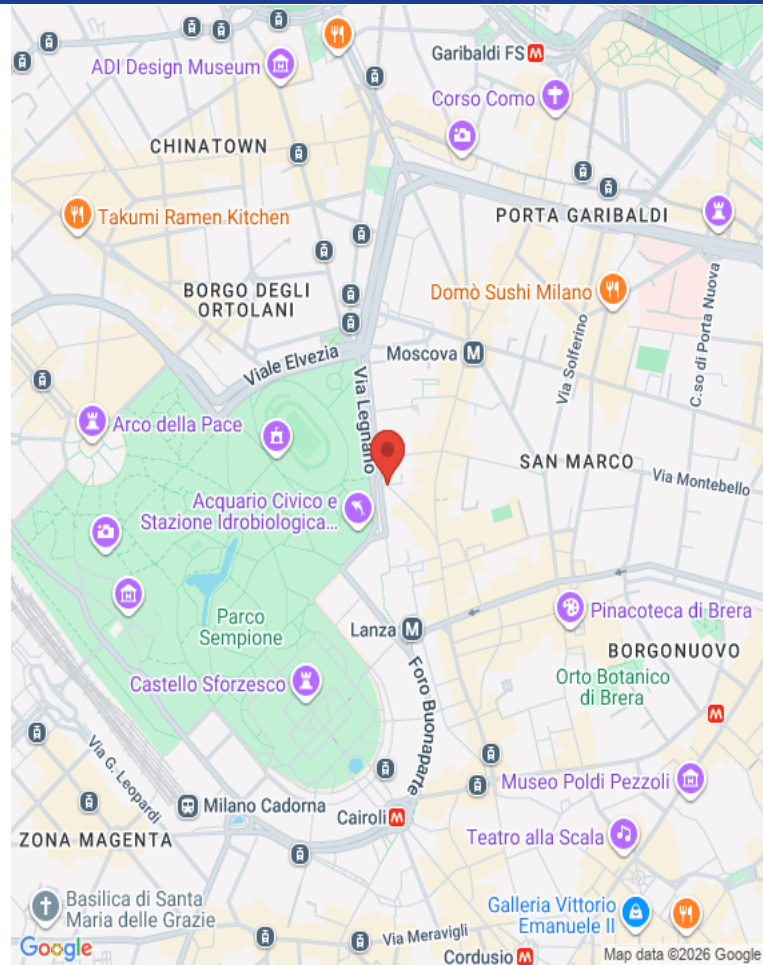 Garibaldi FS M
ADI Design Museum
Corso Como
CHINATOWN
Takumi Ramen Kitchen
PORTA GARIBALDI
C.so di Porta Nuova
BORGO DEGLI
ORTOLANI
Domò Sushi Milano
Via Solferino
Viale Elvezia
Moscova M
Via Legnano
Arco della Pace
SAN MARCO
Via Montebello
Acquario Civico e
Stazione Idrobiologica...
Parco
Sempione
Lanza M
Pinacoteca di Brera
BORGONUOVO
Orto Botanico
di Brera
Castello Sforzesco
Foro Buonaparte
M
Via G. Leopardi
Museo Poldi Pezzoli
Milano Cadorna
Cairoli M
Teatro alla Scala
ZONA MAGENTA
Basilica di Santa
Maria delle Grazie
Galleria Vittorio
Emanuele II
Via Meravigli
Google
Cordusio M
Map data ©2026 Google